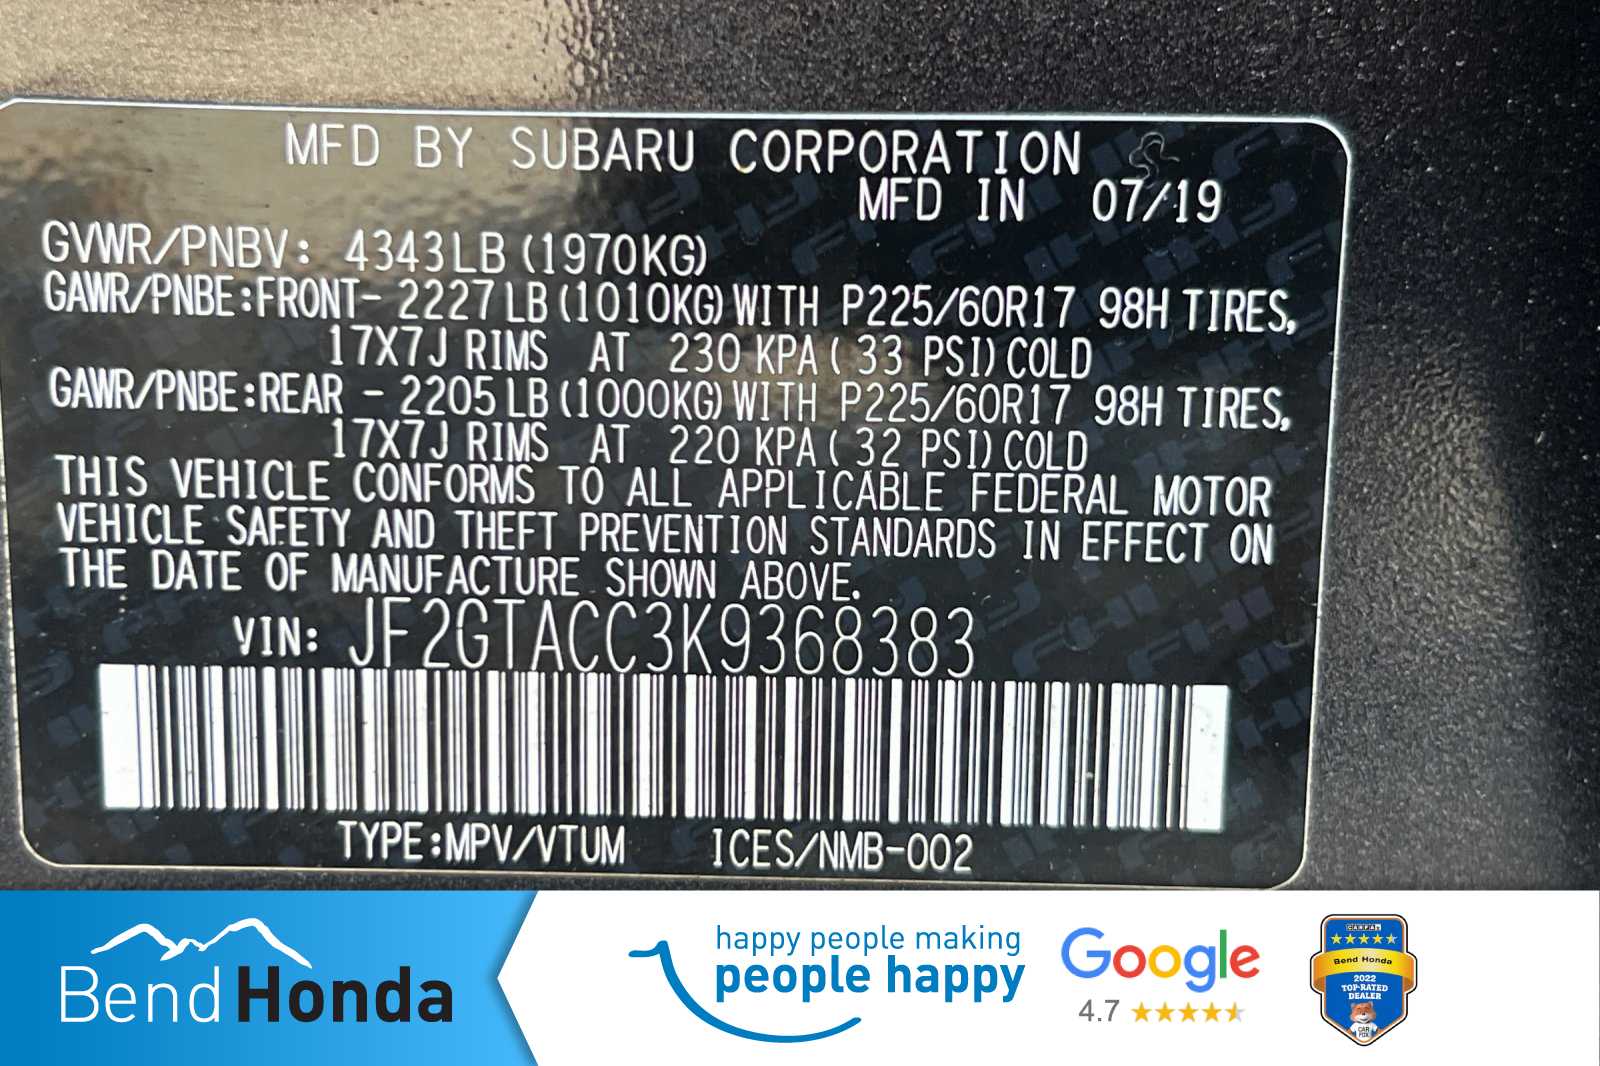 MFD BY SUBARU CORPORATION
MFD IN 07/19
GVWR/PNBV: 4343LB (1970KG)
GAWR/PNBE:FRONT- 2227LB (1010KG) WITH P225/60R17 98H TIRES,
17X7J RIMS AT 230 KPA ( 33 PSI) COLD
GAWR/PNBE:REAR - 2205LB (1000KG) WITH P225/60R17 98H TIRES,
17X7J RIMS AT 220 KPA ( 32 PSI) COLD
THIS VEHICLE CONFORMS TO ALL APPLICABLE FEDERAL MOTOR
VEHICLE SAFETY AND THEFT PREVENTION STANDARDS IN EFFECT ON
THE DATE OF MANUFACTURE SHOWN ABOVE.
VIN: JF2GTACC3K9368383
TYPE:MPV/VTUM ICES/NMB-002
Bend Honda
happy people making
people happy
Google
4.7
CARFAX
Bend Honda
2022
TOP-RATED
DEALER
CAR
FOX